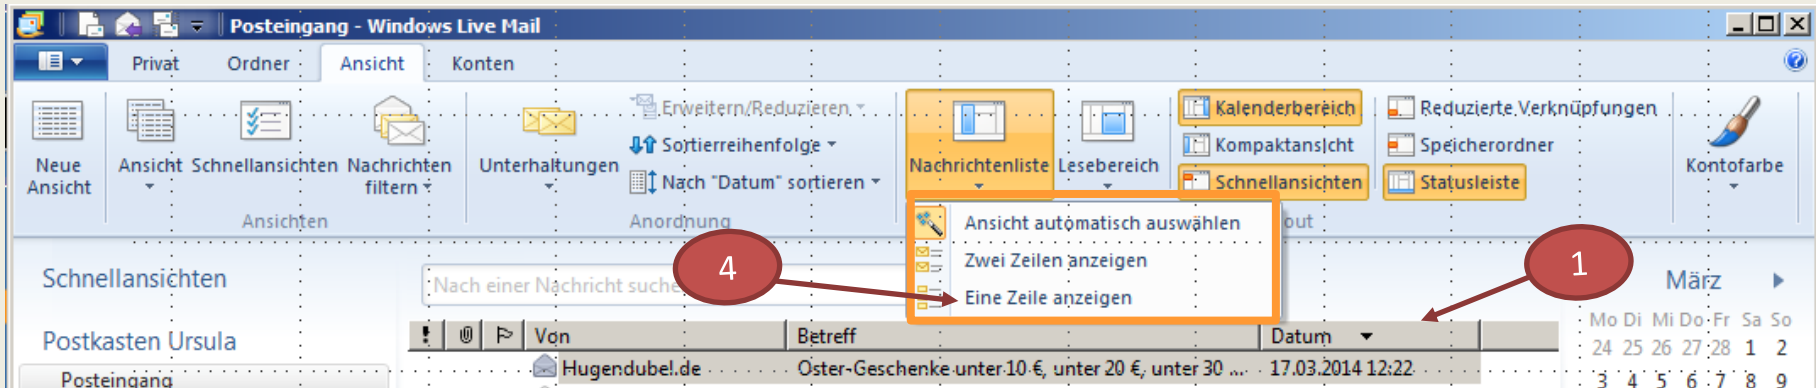 Posteingang - Windows Live Mail
Privat Ordner Ansicht Konten
Neue Ansicht
Ansicht
Schnellansichten
Nachrichten filtern
Ansichten
Unterhaltungen
Erweitern/Reduzieren
Sortierreihenfolge
Nach "Datum" sortieren
Anordnung
Nachrichtenliste
Lesebereich
Kalenderbereich
Kompaktansicht
Schnellansichten
Reduzierte Verknüpfungen
Speicherordner
Statusleiste
out
Kontofarbe
Ansicht automatisch auswählen
Zwei Zeilen anzeigen
Eine Zeile anzeigen
4
1
Schnellansichten
Nach einer Nachricht suche
März
Postkasten Ursula
! Von Betreff Datum
Mo Di Mi Do Fr Sa So
24 25 26 27 28 1 2
3 4 5 6 7 8 9
Hugendubel.de Oster-Geschenke unter 10 €, unter 20 €, unter 30 ... 17.03.2014 12:22
Posteingang